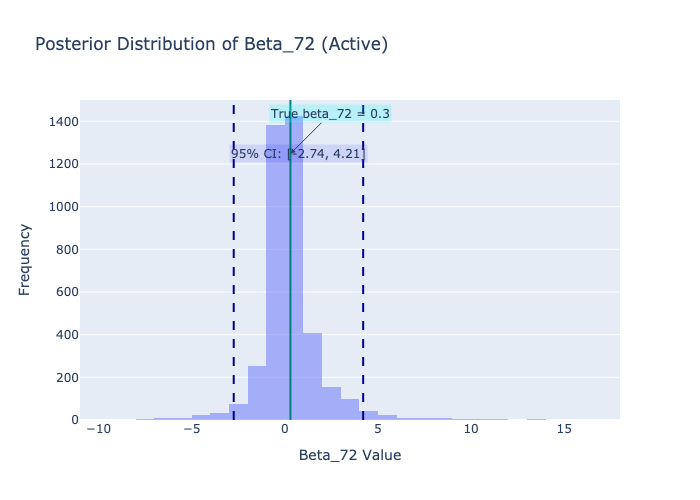 Posterior Distribution of Beta_72 (Active)
True beta_72 = 0.3
95% CI: [-2.74, 4.21]
1400
1200
1000
800
600
400
200
0
Frequency
−10
−5
0
5
10
15
Beta_72 Value